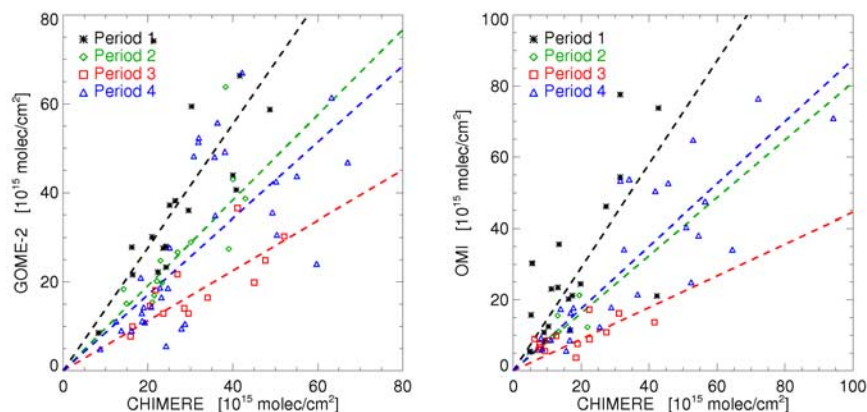 80
60
40
20
0
GOME-2 [10^15 molec/cm^2]
Period 1
Period 2
Period 3
Period 4
0 20 40 60 80
CHIMERE [10^15 molec/cm^2]
100
80
60
40
20
0
OMI [10^15 molec/cm^2]
Period 1
Period 2
Period 3
Period 4
0 20 40 60 80 100
CHIMERE [10^15 molec/cm^2]